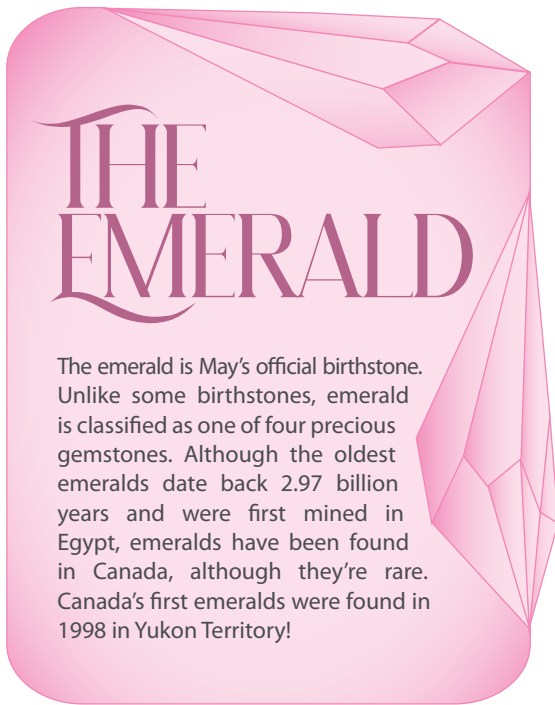 THE
EMERALD
The emerald is May’s official birthstone.
Unlike some birthstones, emerald
is classified as one of four precious
gemstones. Although the oldest
emeralds date back 2.97 billion
years and were first mined in
Egypt, emeralds have been found
in Canada, although they’re rare.
Canada’s first emeralds were found in
1998 in Yukon Territory!